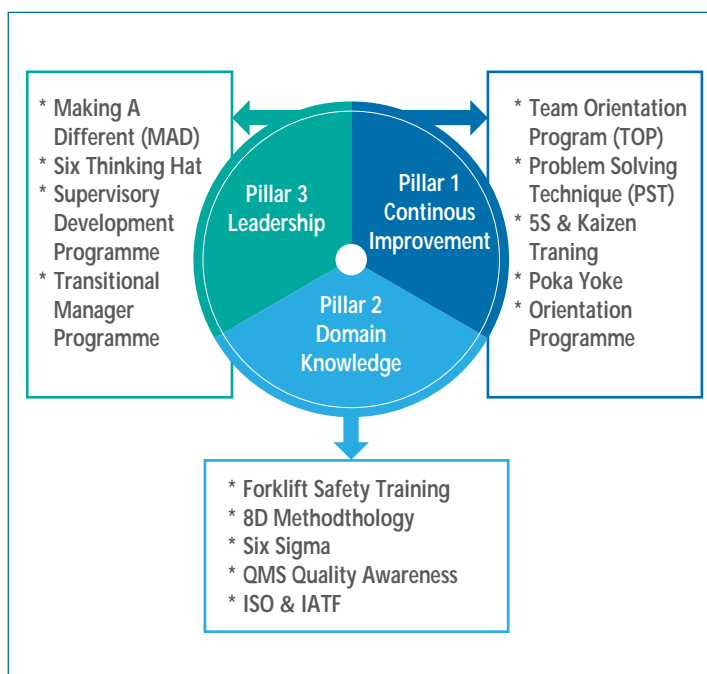 * Making A
Different (MAD)
* Six Thinking Hat
* Supervisory
Development
Programme
* Transitional
Manager
Programme
Pillar 3
Leadership
Pillar 1
Continous
Improvement
Pillar 2
Domain
Knowledge
* Team Orientation
Program (TOP)
* Problem Solving
Technique (PST)
* 5S & Kaizen
Traning
* Poka Yoke
* Orientation
Programme
* Forklift Safety Training
* 8D Methodthology
* Six Sigma
* QMS Quality Awareness
* ISO & IATF